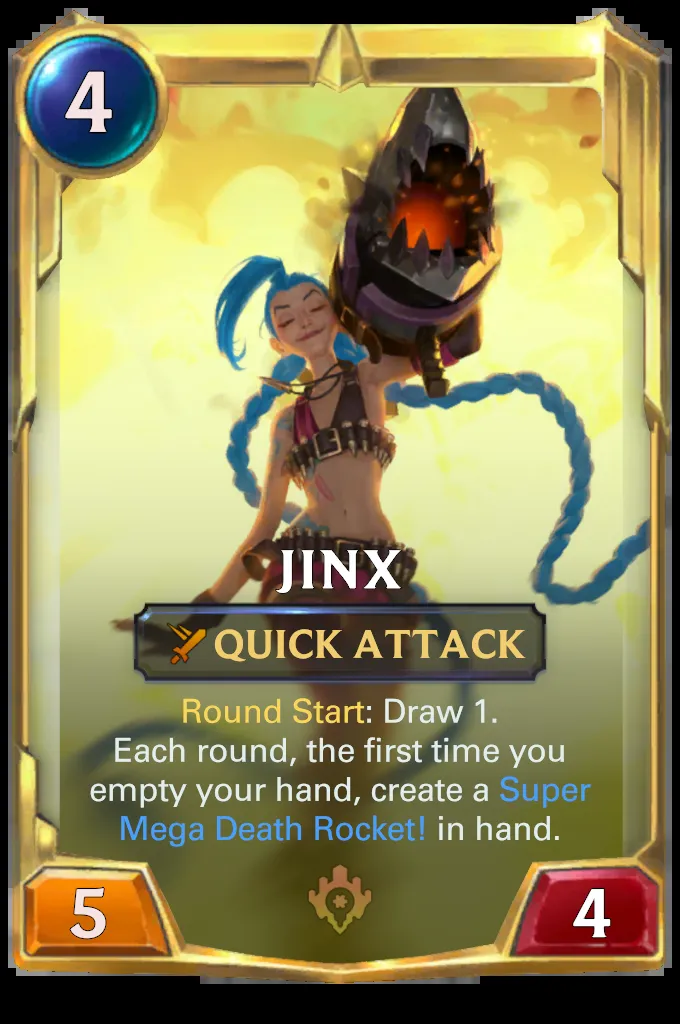 4
JINX
QUICK ATTACK
Round Start: Draw 1.
Each round, the first time you
empty your hand, create a Super
Mega Death Rocket! in hand.
5
4